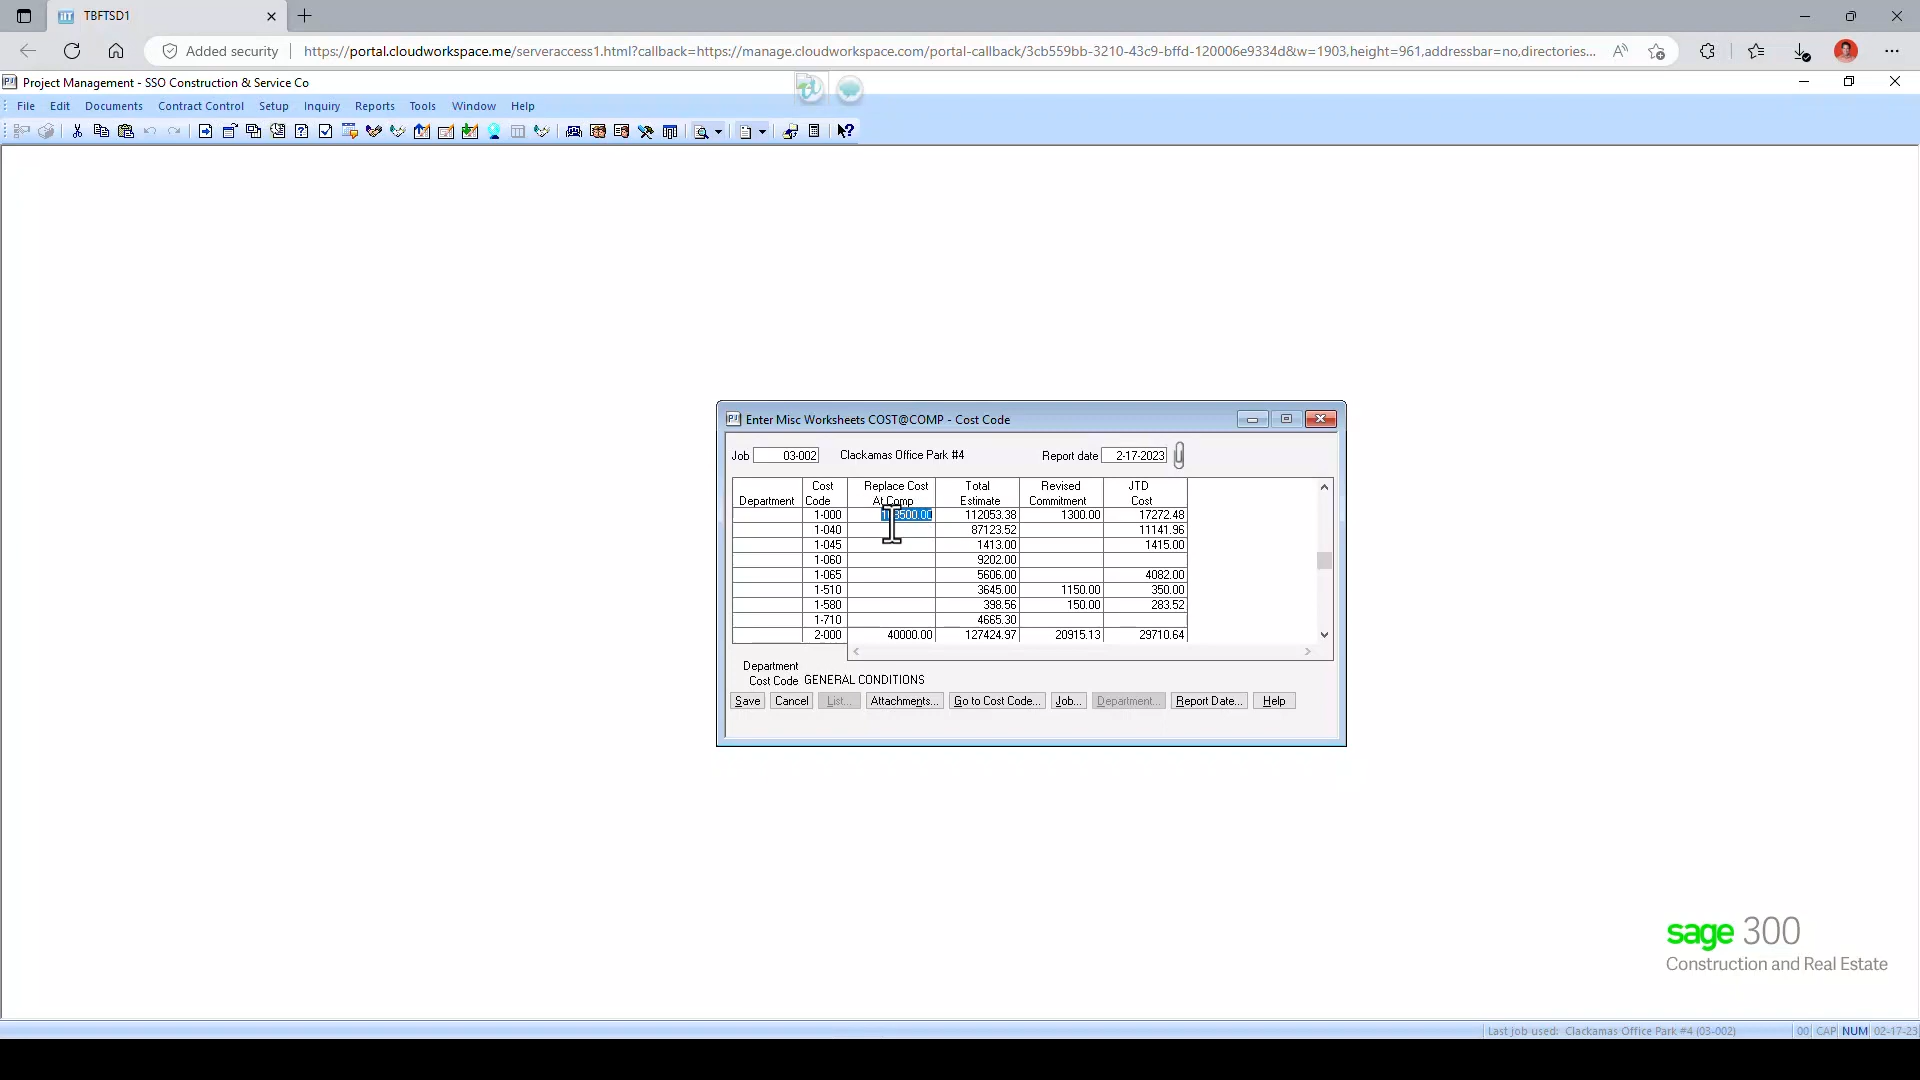 TBFTSD1
Added security
https://portal.cloudworkspace.me/serveraccess1.html?callback=https://manage.cloudworkspace.com/portal-callback/3cb559bb-3210-43c9-bffd-120006e9334d&w=1903,height=961,addressbar=no,directories...
Project Management - SSO Construction & Service Co
File Edit Documents Contract Control Setup Inquiry Reports Tools Window Help
Enter Misc Worksheets COST@COMP - Cost Code
Job 03-002 Clackamas Office Park #4 Report date 2-17-2023
Cost Replace Cost Total Revised JTD
Department Code At Comp Estimate Commitment Cost
1-000 112053.38 1300.00 17272.48
1-040 87123.52 11141.96
1-045 1413.00 1415.00
1-060 9202.00
1-065 5606.00 4082.00
1-510 3645.00 1150.00 350.00
1-580 398.56 150.00 283.52
1-710 4665.30
2-000 40000.00 127424.97 20915.13 29710.64
Department
Cost Code GENERAL CONDITIONS
Save Cancel List... Attachments... Go to Cost Code... Job... Department... Report Date... Help
sage 300
Construction and Real Estate
Last job used: Clackamas Office Park #4 (03-002) 00 CAP NUM 02-17-23